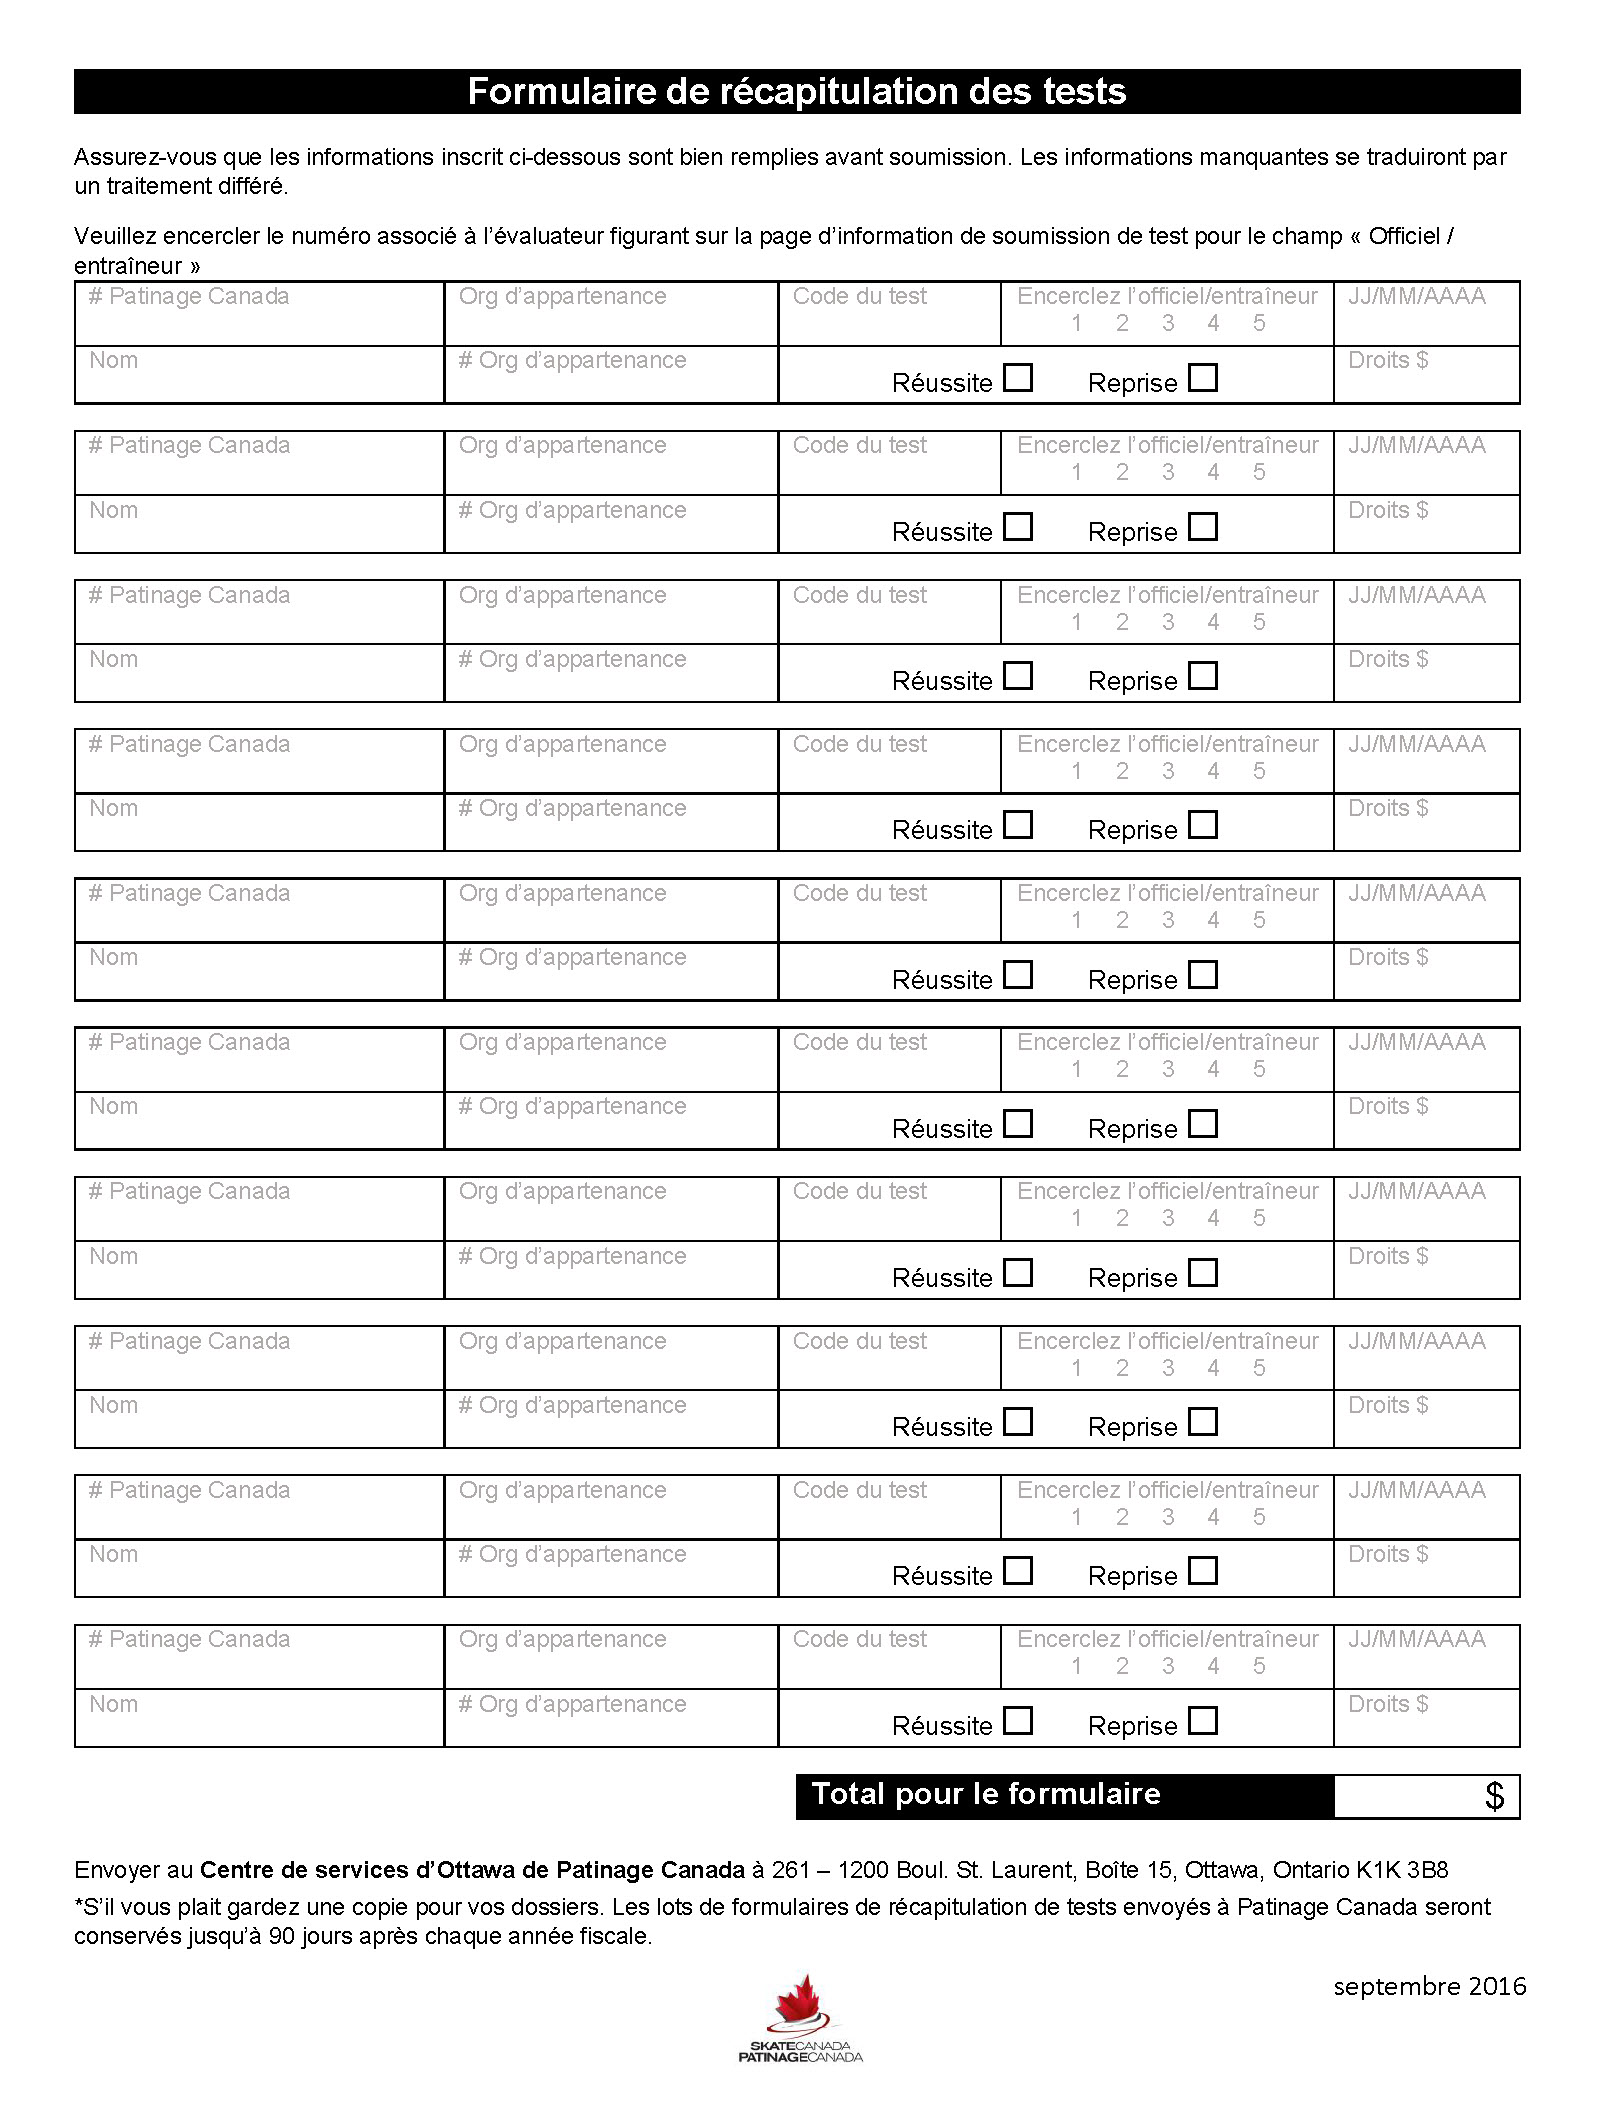 Formulaire de récapitulation des tests
Assurez-vous que les informations inscrit ci-dessous sont bien remplies avant soumission. Les informations manquantes se traduiront par
un traitement différé.
Veuillez encercler le numéro associé à l’évaluateur figurant sur la page d’information de soumission de test pour le champ « Officiel /
entraîneur »
# Patinage Canada Org d’appartenance Code du test Encerclez l’officiel/entraîneur JJ/MM/AAAA
1 2 3 4 5
Nom # Org d’appartenance Droits $
Réussite Reprise
# Patinage Canada Org d’appartenance Code du test Encerclez l’officiel/entraîneur JJ/MM/AAAA
1 2 3 4 5
Nom # Org d’appartenance Droits $
Réussite Reprise
# Patinage Canada Org d’appartenance Code du test Encerclez l’officiel/entraîneur JJ/MM/AAAA
1 2 3 4 5
Nom # Org d’appartenance Droits $
Réussite Reprise
# Patinage Canada Org d’appartenance Code du test Encerclez l’officiel/entraîneur JJ/MM/AAAA
1 2 3 4 5
Nom # Org d’appartenance Droits $
Réussite Reprise
# Patinage Canada Org d’appartenance Code du test Encerclez l’officiel/entraîneur JJ/MM/AAAA
1 2 3 4 5
Nom # Org d’appartenance Droits $
Réussite Reprise
# Patinage Canada Org d’appartenance Code du test Encerclez l’officiel/entraîneur JJ/MM/AAAA
1 2 3 4 5
Nom # Org d’appartenance Droits $
Réussite Reprise
# Patinage Canada Org d’appartenance Code du test Encerclez l’officiel/entraîneur JJ/MM/AAAA
1 2 3 4 5
Nom # Org d’appartenance Droits $
Réussite Reprise
# Patinage Canada Org d’appartenance Code du test Encerclez l’officiel/entraîneur JJ/MM/AAAA
1 2 3 4 5
Nom # Org d’appartenance Droits $
Réussite Reprise
# Patinage Canada Org d’appartenance Code du test Encerclez l’officiel/entraîneur JJ/MM/AAAA
1 2 3 4 5
Nom # Org d’appartenance Droits $
Réussite Reprise
# Patinage Canada Org d’appartenance Code du test Encerclez l’officiel/entraîneur JJ/MM/AAAA
1 2 3 4 5
Nom # Org d’appartenance Droits $
Réussite Reprise
Total pour le formulaire $
Envoyer au Centre de services d’Ottawa de Patinage Canada à 261 – 1200 Boul. St. Laurent, Boîte 15, Ottawa, Ontario K1K 3B8
*S’il vous plait gardez une copie pour vos dossiers. Les lots de formulaires de récapitulation de tests envoyés à Patinage Canada seront
conservés jusqu’à 90 jours après chaque année fiscale.
septembre 2016
SKATECANADA
PATINAGECANADA